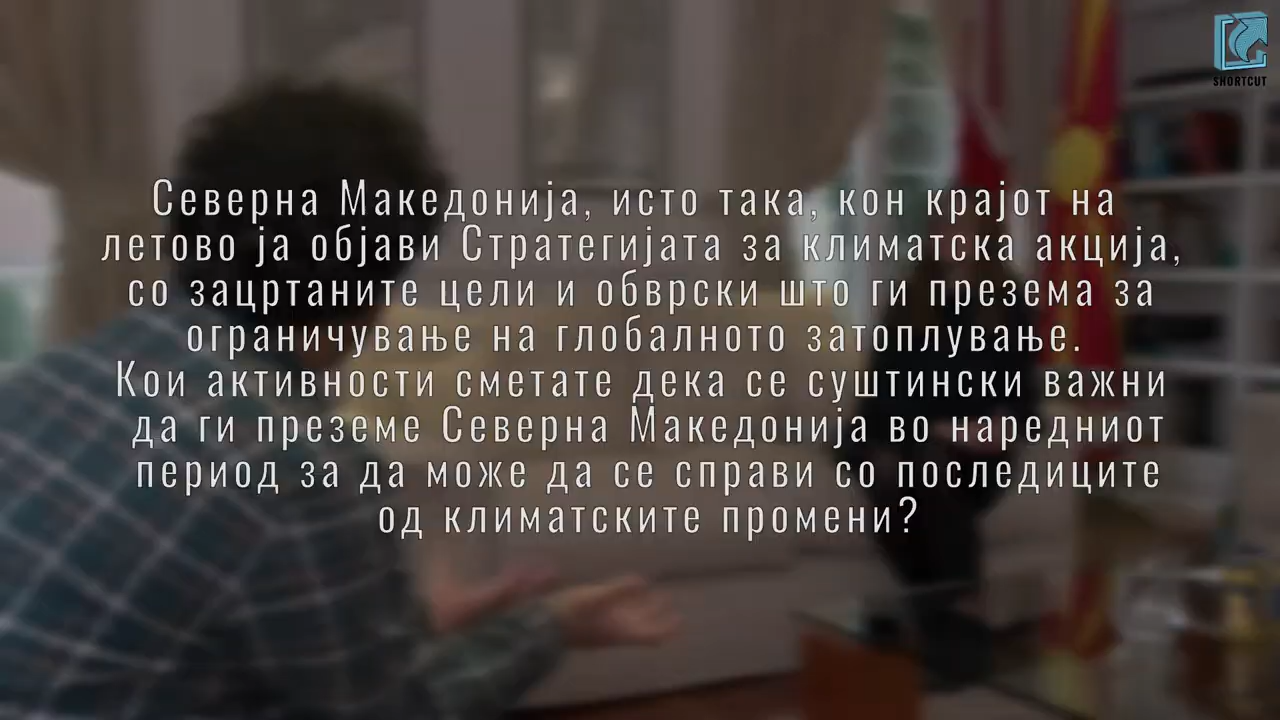 SHORTCUT
Северна Македонија, исто така, кон крајот на
летово ја објави Стратегијата за климатска акција,
со зацртаните цели и обврски што ги презема за
ограничување на глобалното затоплување.
Кои активности сметате дека се суштински важни
да ги преземе Северна Македонија во наредниот
период за да може да се справи со последиците
од климатските промени?